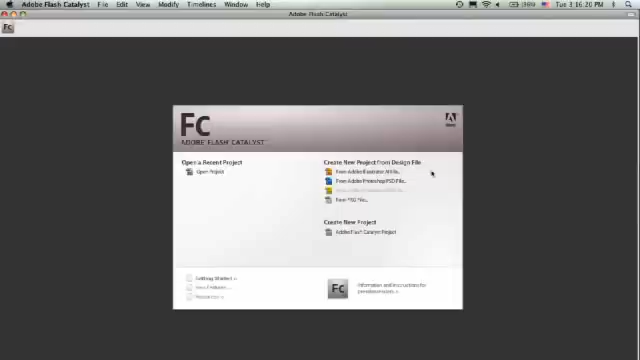 Adobe Flash Catalyst File Edit View Modify Timelines Window Help Tue 3:16:20 PM
Adobe Flash Catalyst
Fc
Fc
ADOBE FLASH CATALYST
Adobe
Open a Recent Project
Open Project
Create New Project from Design File
From Adobe Illustrator AI File...
From Adobe Photoshop PSD File...
From FXG File...
Create New Project
Adobe Flash Catalyst Project
Getting Started »
New Features »
Resources »
Fc
Information and instructions for